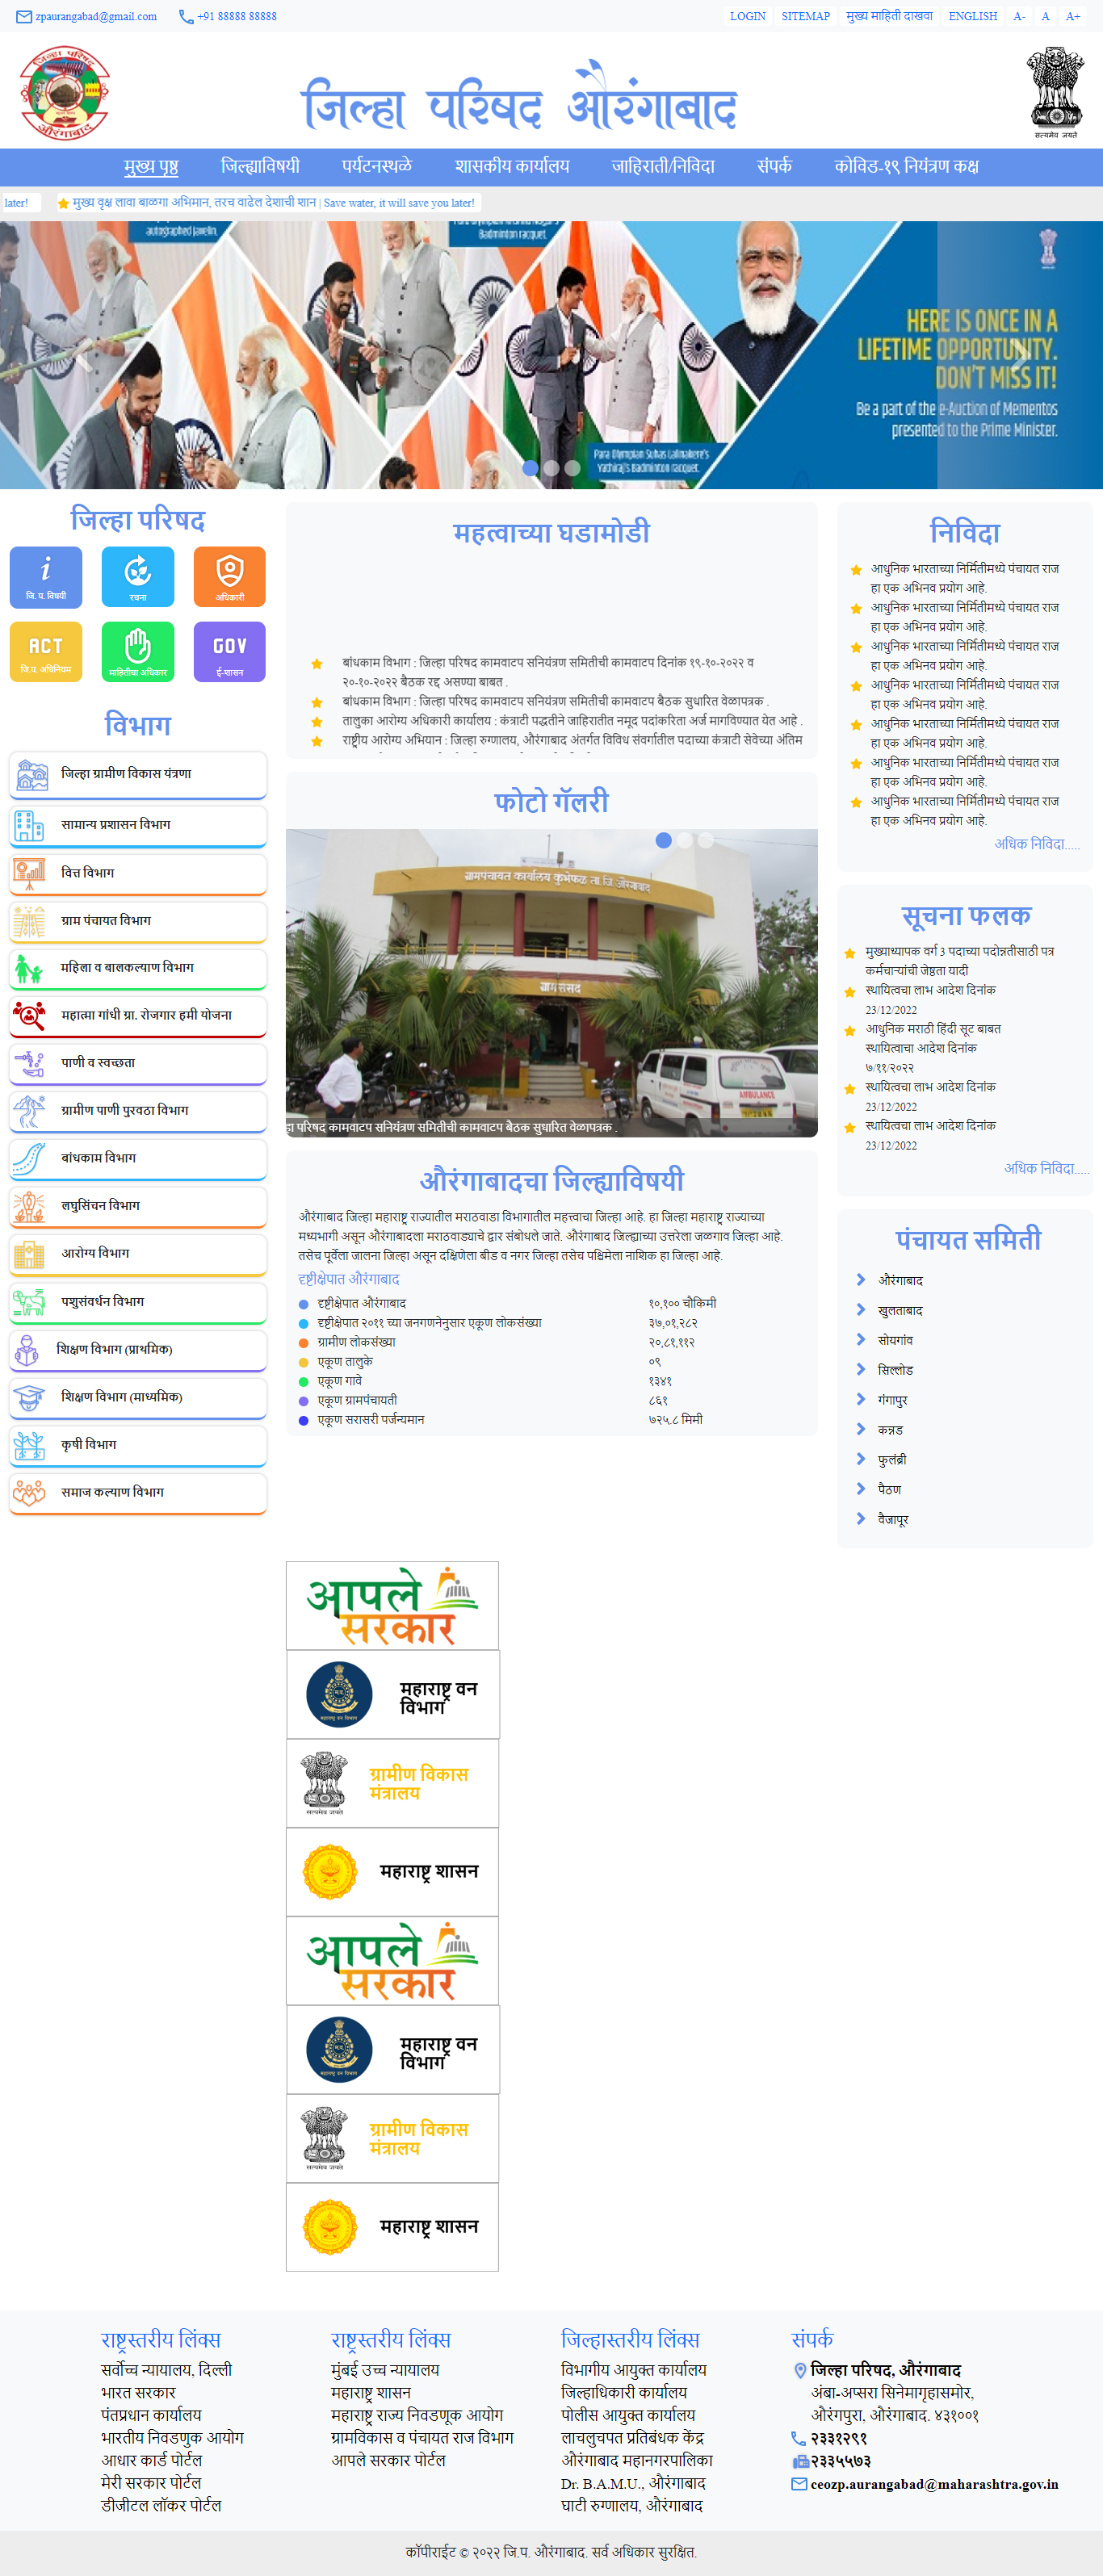 zpaurangabad@gmail.com +91 88888 88888 LOGIN SITEMAP मुख्य माहिती दाखवा ENGLISH A- A A+
जिल्हा परिषद औरंगाबाद
सत्यमेव जयते
मुख्य पृष्ठ जिल्ह्याविषयी पर्यटनस्थळे शासकीय कार्यालय जाहिराती/निविदा संपर्क कोविड-१९ नियंत्रण कक्ष
later! मुख्य वृक्ष लावा बाळगा अभिमान, तरच वाढेल देशाची शान | Save water, it will save you later!
autographed javelin.
Badminton racquet.
HERE IS ONCE IN A
LIFETIME OPPORTUNITY.
DON'T MISS IT!
Be a part of the e-Auction of Mementos
presented to the Prime Minister.
Para Olympian Suhas Lalinakere's
Yathiraj's Badminton racquet.
जिल्हा परिषद
जि. प. विषयी
रचना
अधिकारी
ACT
जि.प. अधिनियम
माहितीचा अधिकार
GOV
ई-शासन
विभाग
जिल्हा ग्रामीण विकास यंत्रणा
सामान्य प्रशासन विभाग
वित्त विभाग
ग्राम पंचायत विभाग
महिला व बालकल्याण विभाग
महात्मा गांधी ग्रा. रोजगार हमी योजना
पाणी व स्वच्छता
ग्रामीण पाणी पुरवठा विभाग
बांधकाम विभाग
लघुसिंचन विभाग
आरोग्य विभाग
पशुसंवर्धन विभाग
शिक्षण विभाग (प्राथमिक)
शिक्षण विभाग (माध्यमिक)
कृषी विभाग
समाज कल्याण विभाग
महत्वाच्या घडामोडी
बांधकाम विभाग : जिल्हा परिषद कामवाटप सनियंत्रण समितीची कामवाटप दिनांक १९-१०-२०२२ व
२०-१०-२०२२ बैठक रद्द असण्या बाबत .
बांधकाम विभाग : जिल्हा परिषद कामवाटप सनियंत्रण समितीची कामवाटप बैठक सुधारित वेळापत्रक .
तालुका आरोग्य अधिकारी कार्यालय : कंत्राटी पद्धतीने जाहिरातीत नमूद पदांकरिता अर्ज मागविण्यात येत आहे .
राष्ट्रीय आरोग्य अभियान : जिल्हा रुग्णालय, औरंगाबाद अंतर्गत विविध संवर्गातील पदाच्या कंत्राटी सेवेच्या अंतिम
फोटो गॅलरी
ग्रामपंचायत कार्यालय कुंभेफळ ता जि औरंगाबाद
ग्रामसंसद
AMBULANCE
हा परिषद कामवाटप सनियंत्रण समितीची कामवाटप बैठक सुधारित वेळापत्रक .
औरंगाबादचा जिल्ह्याविषयी
औरंगाबाद जिल्हा महाराष्ट्र राज्यातील मराठवाडा विभागातील महत्त्वाचा जिल्हा आहे. हा जिल्हा महाराष्ट्र राज्याच्या
मध्यभागी असून औरंगाबादला मराठवाड्याचे द्वार संबोधले जाते. औरंगाबाद जिल्ह्याच्या उत्तरेला जळगाव जिल्हा आहे.
तसेच पूर्वेला जालना जिल्हा असून दक्षिणेला बीड व नगर जिल्हा तसेच पश्चिमेला नाशिक हा जिल्हा आहे.
दृष्टीक्षेपात औरंगाबाद
दृष्टीक्षेपात औरंगाबाद १०,१०० चौकिमी
दृष्टीक्षेपात २०११ च्या जनगणनेनुसार एकूण लोकसंख्या ३७,०१,२८२
ग्रामीण लोकसंख्या २०,८१,११२
एकूण तालुके ०९
एकूण गावे १३४१
एकूण ग्रामपंचायती ८६१
एकूण सरासरी पर्जन्यमान ७२५.८ मिमी
निविदा
आधुनिक भारताच्या निर्मितीमध्ये पंचायत राज
हा एक अभिनव प्रयोग आहे.
आधुनिक भारताच्या निर्मितीमध्ये पंचायत राज
हा एक अभिनव प्रयोग आहे.
आधुनिक भारताच्या निर्मितीमध्ये पंचायत राज
हा एक अभिनव प्रयोग आहे.
आधुनिक भारताच्या निर्मितीमध्ये पंचायत राज
हा एक अभिनव प्रयोग आहे.
आधुनिक भारताच्या निर्मितीमध्ये पंचायत राज
हा एक अभिनव प्रयोग आहे.
आधुनिक भारताच्या निर्मितीमध्ये पंचायत राज
हा एक अभिनव प्रयोग आहे.
आधुनिक भारताच्या निर्मितीमध्ये पंचायत राज
हा एक अभिनव प्रयोग आहे.
अधिक निविदा.....
सूचना फलक
मुख्याध्यापक वर्ग 3 पदाच्या पदोन्नतीसाठी पत्र
कर्मचाऱ्यांची जेष्ठता यादी
स्थायित्वचा लाभ आदेश दिनांक
23/12/2022
आधुनिक मराठी हिंदी सूट बाबत
स्थायित्वाचा आदेश दिनांक
७/११/२०२२
स्थायित्वचा लाभ आदेश दिनांक
23/12/2022
स्थायित्वचा लाभ आदेश दिनांक
23/12/2022
अधिक निविदा.....
पंचायत समिती
औरंगाबाद
खुलताबाद
सोयगांव
सिल्लोड
गंगापुर
कन्नड
फुलंब्री
पैठण
वैजापूर
आपले
सरकार
महाराष्ट्र वन
विभाग
ग्रामीण विकास
मंत्रालय
सत्यमेव जयते
महाराष्ट्र शासन
आपले
सरकार
महाराष्ट्र वन
विभाग
ग्रामीण विकास
मंत्रालय
सत्यमेव जयते
महाराष्ट्र शासन
राष्ट्रस्तरीय लिंक्स
सर्वोच्च न्यायालय, दिल्ली
भारत सरकार
पंतप्रधान कार्यालय
भारतीय निवडणुक आयोग
आधार कार्ड पोर्टल
मेरी सरकार पोर्टल
डीजीटल लॉकर पोर्टल
राष्ट्रस्तरीय लिंक्स
मुंबई उच्च न्यायालय
महाराष्ट्र शासन
महाराष्ट्र राज्य निवडणूक आयोग
ग्रामविकास व पंचायत राज विभाग
आपले सरकार पोर्टल
जिल्हास्तरीय लिंक्स
विभागीय आयुक्त कार्यालय
जिल्हाधिकारी कार्यालय
पोलीस आयुक्त कार्यालय
लाचलुचपत प्रतिबंधक केंद्र
औरंगाबाद महानगरपालिका
Dr. B.A.M.U., औरंगाबाद
घाटी रुग्णालय, औरंगाबाद
संपर्क
जिल्हा परिषद, औरंगाबाद
अंबा-अप्सरा सिनेमागृहासमोर,
औरंगपुरा, औरंगाबाद. ४३१००१
२३३१२९१
२३३५५७३
ceozp.aurangabad@maharashtra.gov.in
कॉपीराईट © २०२२ जि.प. औरंगाबाद. सर्व अधिकार सुरक्षित.